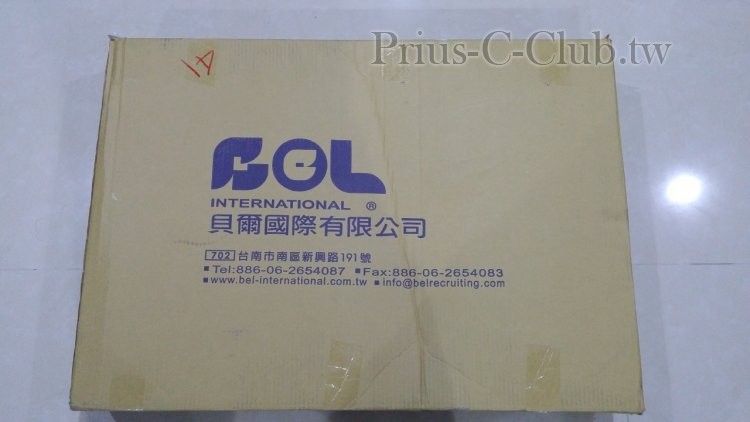 Prius-C-Club.tw
A1
BOL
INTERNATIONAL ®
貝爾國際有限公司
702 台南市南區新興路191號
▪Tel:886-06-2654087 ▪Fax:886-06-2654083
▪www.bel-international.com.tw ▪info@belrecruiting.com